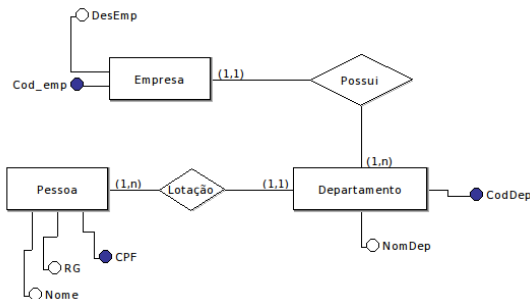 DesEmp
Empresa
(1,1)
Possui
Cod_emp
(1,n)
Pessoa
(1,n)
Lotação
(1,1)
Departamento
CodDep
NomDep
CPF
RG
Nome